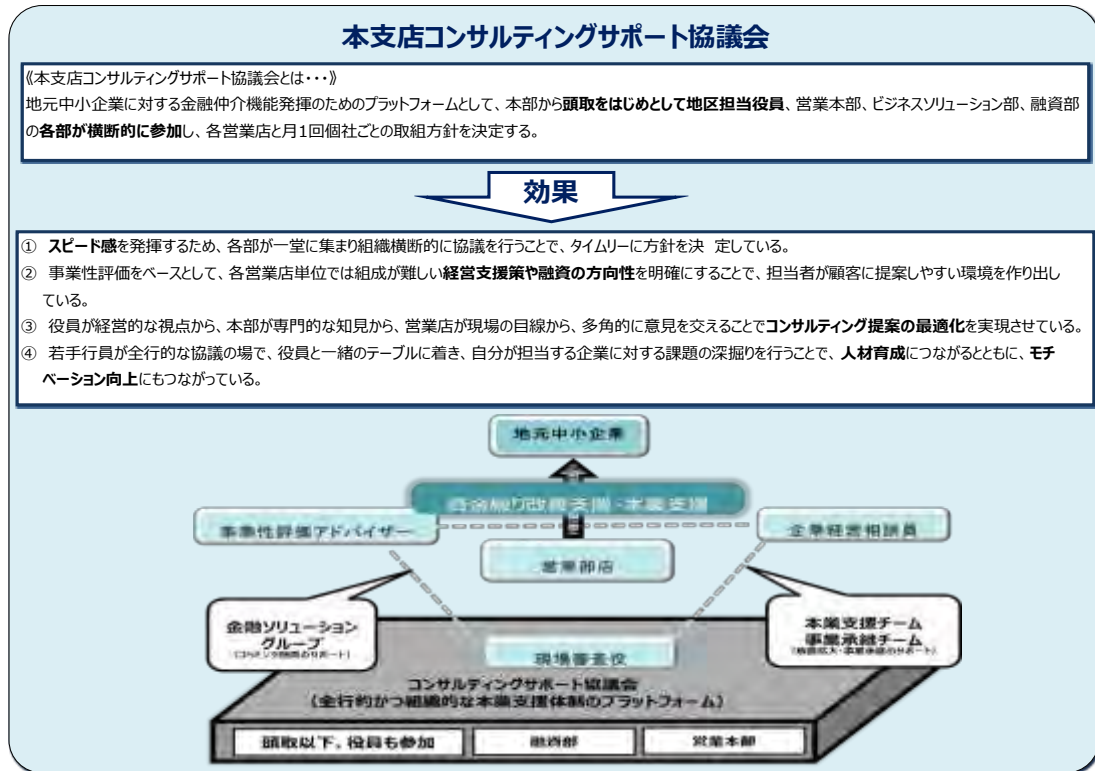 本支店コンサルティングサポート協議会
《本支店コンサルティングサポート協議会とは・・・》
地元中小企業に対する金融仲介機能発揮のためのプラットフォームとして、本部から頭取をはじめとして地区担当役員、営業本部、ビジネスソリューション部、融資部
の各部が横断的に参加し、各営業店と月1回個社ごとの取組方針を決定する。
効果
① スピード感を発揮するため、各部が一堂に集まり組織横断的に協議を行うことで、タイムリーに方針を決 定している。
② 事業性評価をベースとして、各営業店単位では組成が難しい経営支援策や融資の方向性を明確にすることで、担当者が顧客に提案しやすい環境を作り出し
ている。
③ 役員が経営的な視点から、本部が専門的な知見から、営業店が現場の目線から、多角的に意見を交えることでコンサルティング提案の最適化を実現させている。
④ 若手行員が全行的な協議の場で、役員と一緒のテーブルに着き、自分が担当する企業に対する課題の深掘りを行うことで、人材育成につながるとともに、モチ
ベーション向上にもつながっている。
地元中小企業
資金繰り改善支援・本業支援
事業性評価アドバイザー
企業経営相談員
営業部店
金融ソリューション
グループ
本業支援チーム
事業承継チーム
現場審査役
コンサルティングサポート協議会
（全行的かつ組織的な本業支援体制のプラットフォーム）
頭取以下、役員も参加
融資部
営業本部